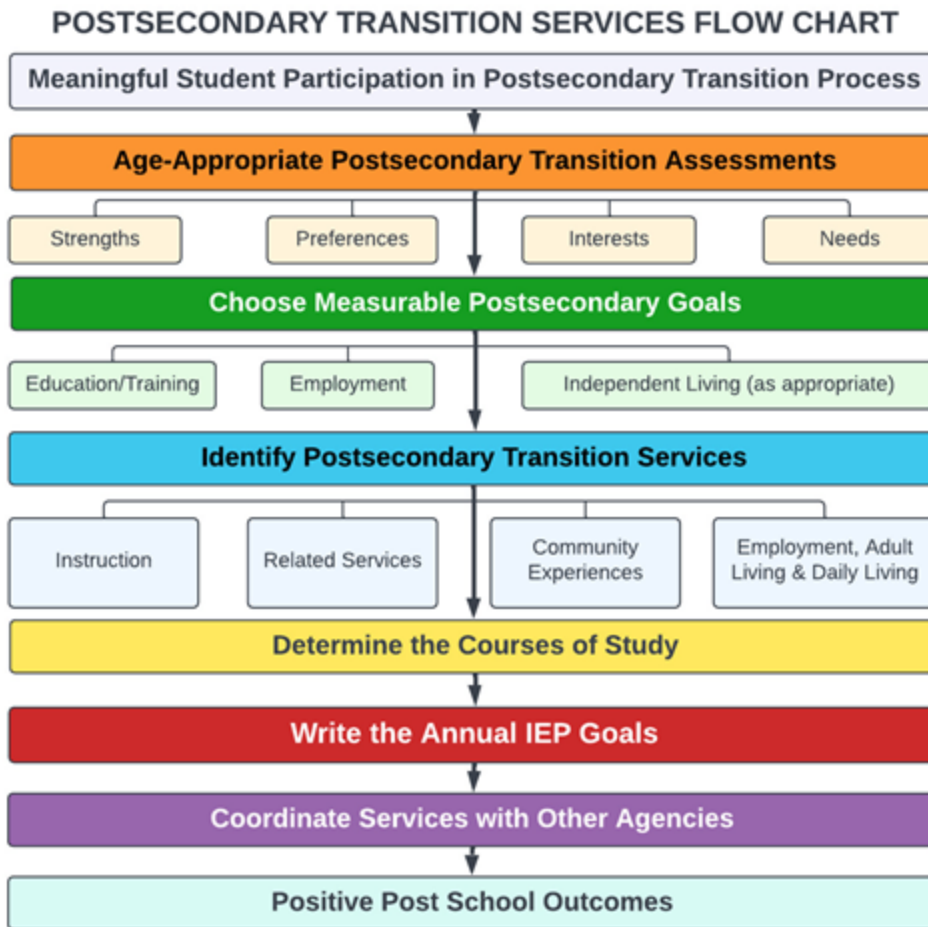 POSTSECONDARY TRANSITION SERVICES FLOW CHART
Meaningful Student Participation in Postsecondary Transition Process
Age-Appropriate Postsecondary Transition Assessments
Strengths
Preferences
Interests
Needs
Choose Measurable Postsecondary Goals
Education/Training
Employment
Independent Living (as appropriate)
Identify Postsecondary Transition Services
Instruction
Related Services
Community
Experiences
Employment, Adult
Living & Daily Living
Determine the Courses of Study
Write the Annual IEP Goals
Coordinate Services with Other Agencies
Positive Post School Outcomes